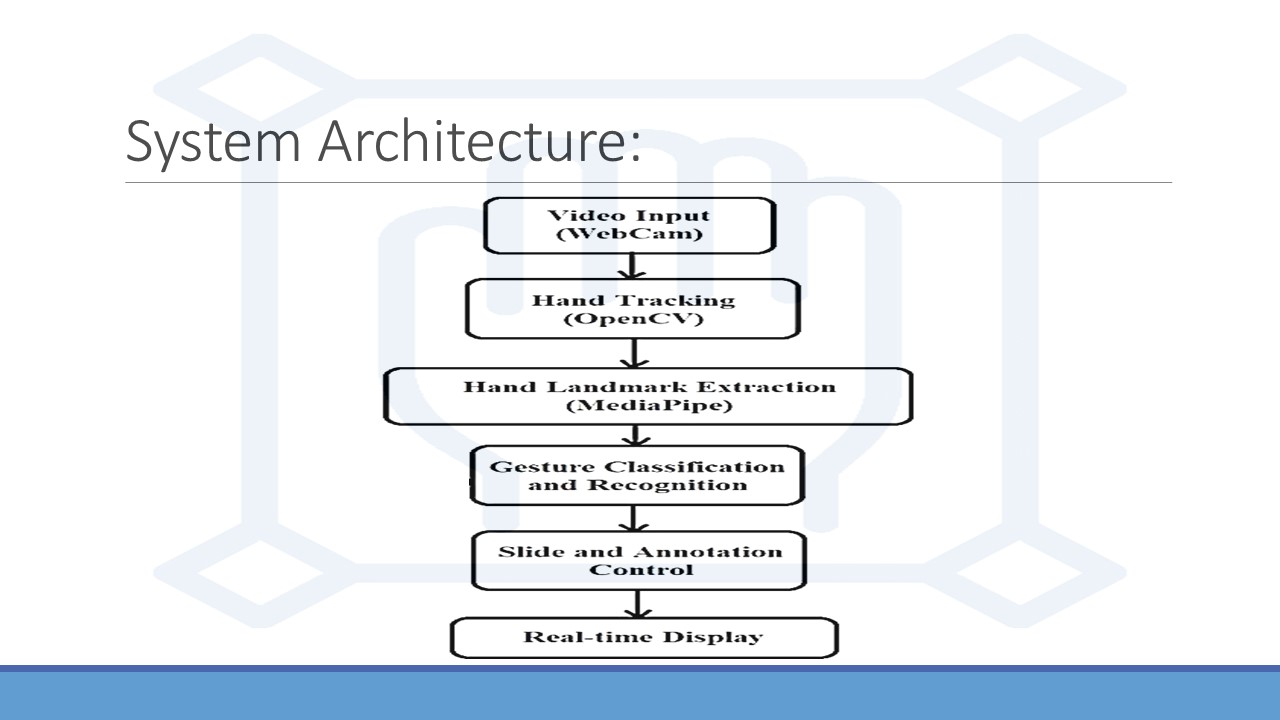 System Architecture:
Video Input
(WebCam)
Hand Tracking
(OpenCV)
Hand Landmark Extraction
(MediaPipe)
Gesture Classification
and Recognition
Slide and Annotation
Control
Real-time Display